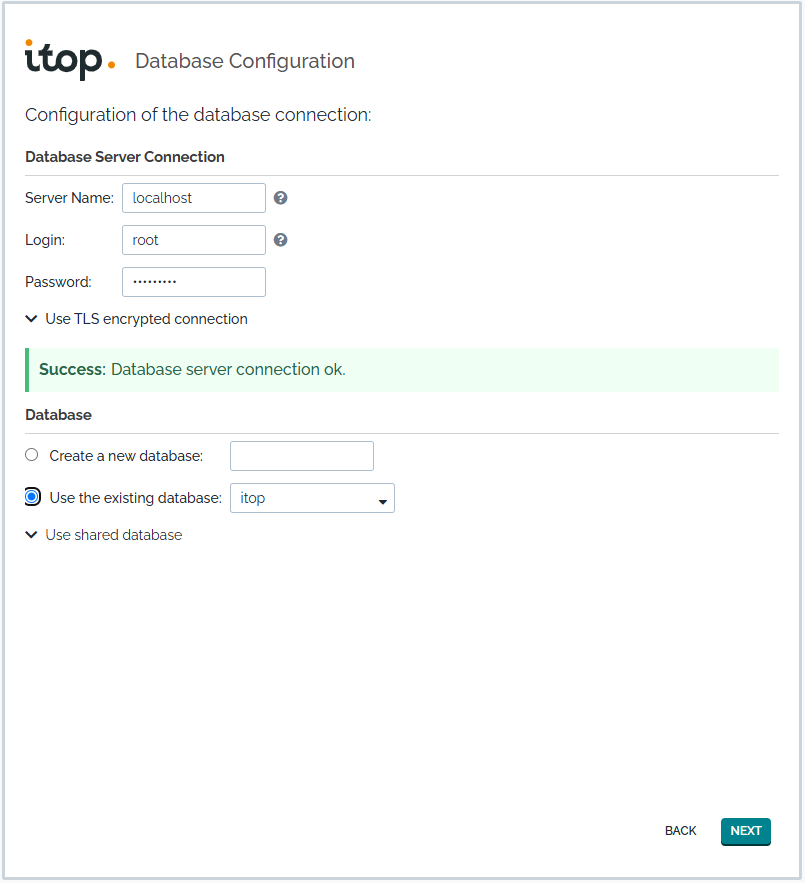 itop. Database Configuration
Configuration of the database connection:
Database Server Connection
Server Name: localhost ?
Login: root ?
Password: •••••••••
Use TLS encrypted connection
Success: Database server connection ok.
Database
Create a new database:
Use the existing database: itop
Use shared database
BACK NEXT